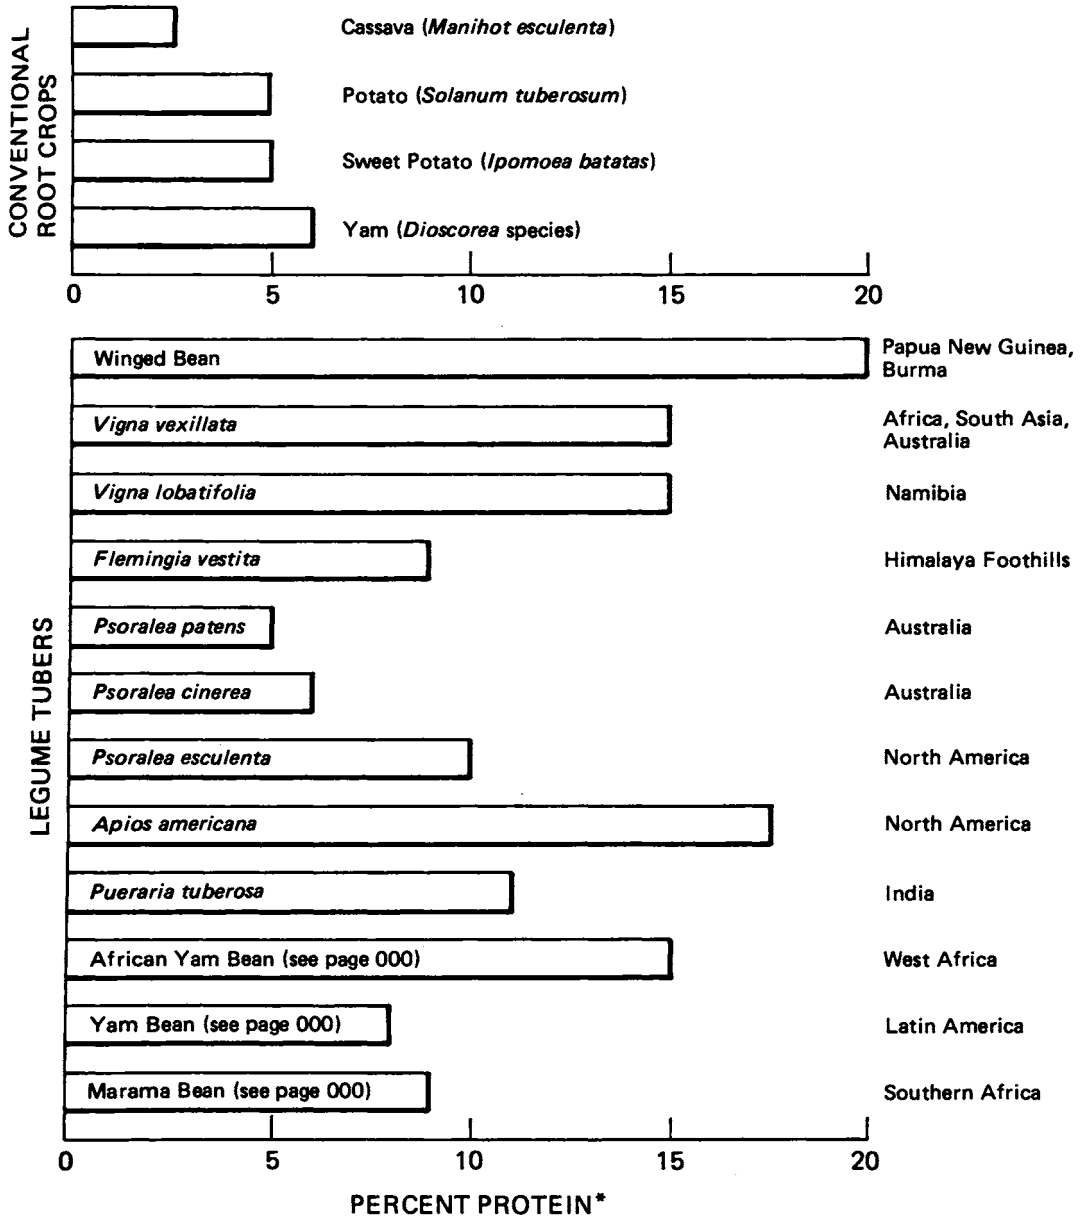 CONVENTIONAL
ROOT CROPS
Cassava (Manihot esculenta)
Potato (Solanum tuberosum)
Sweet Potato (Ipomoea batatas)
Yam (Dioscorea species)
0 5 10 15 20
LEGUME TUBERS
Winged Bean
Papua New Guinea,
Burma
Vigna vexillata
Africa, South Asia,
Australia
Vigna lobatifolia
Namibia
Flemingia vestita
Himalaya Foothills
Psoralea patens
Australia
Psoralea cinerea
Australia
Psoralea esculenta
North America
Apios americana
North America
Pueraria tuberosa
India
African Yam Bean (see page 000)
West Africa
Yam Bean (see page 000)
Latin America
Marama Bean (see page 000)
Southern Africa
0 5 10 15 20
PERCENT PROTEIN*